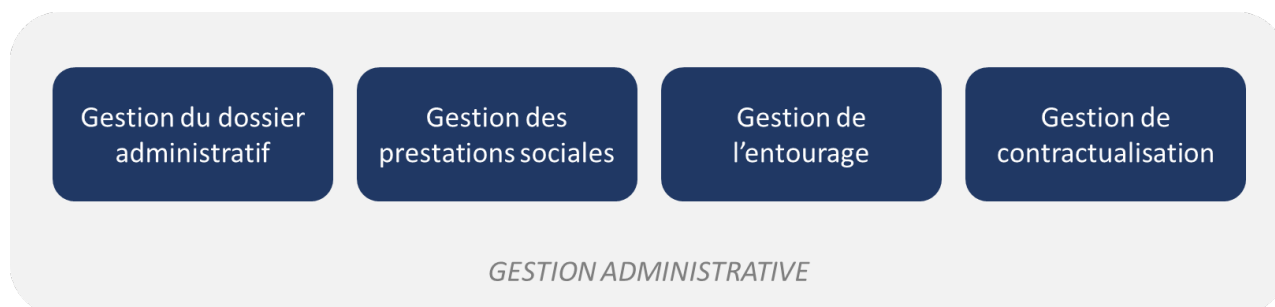 Gestion du dossier
administratif
Gestion des
prestations sociales
Gestion de
l’entourage
Gestion de
contractualisation
GESTION ADMINISTRATIVE